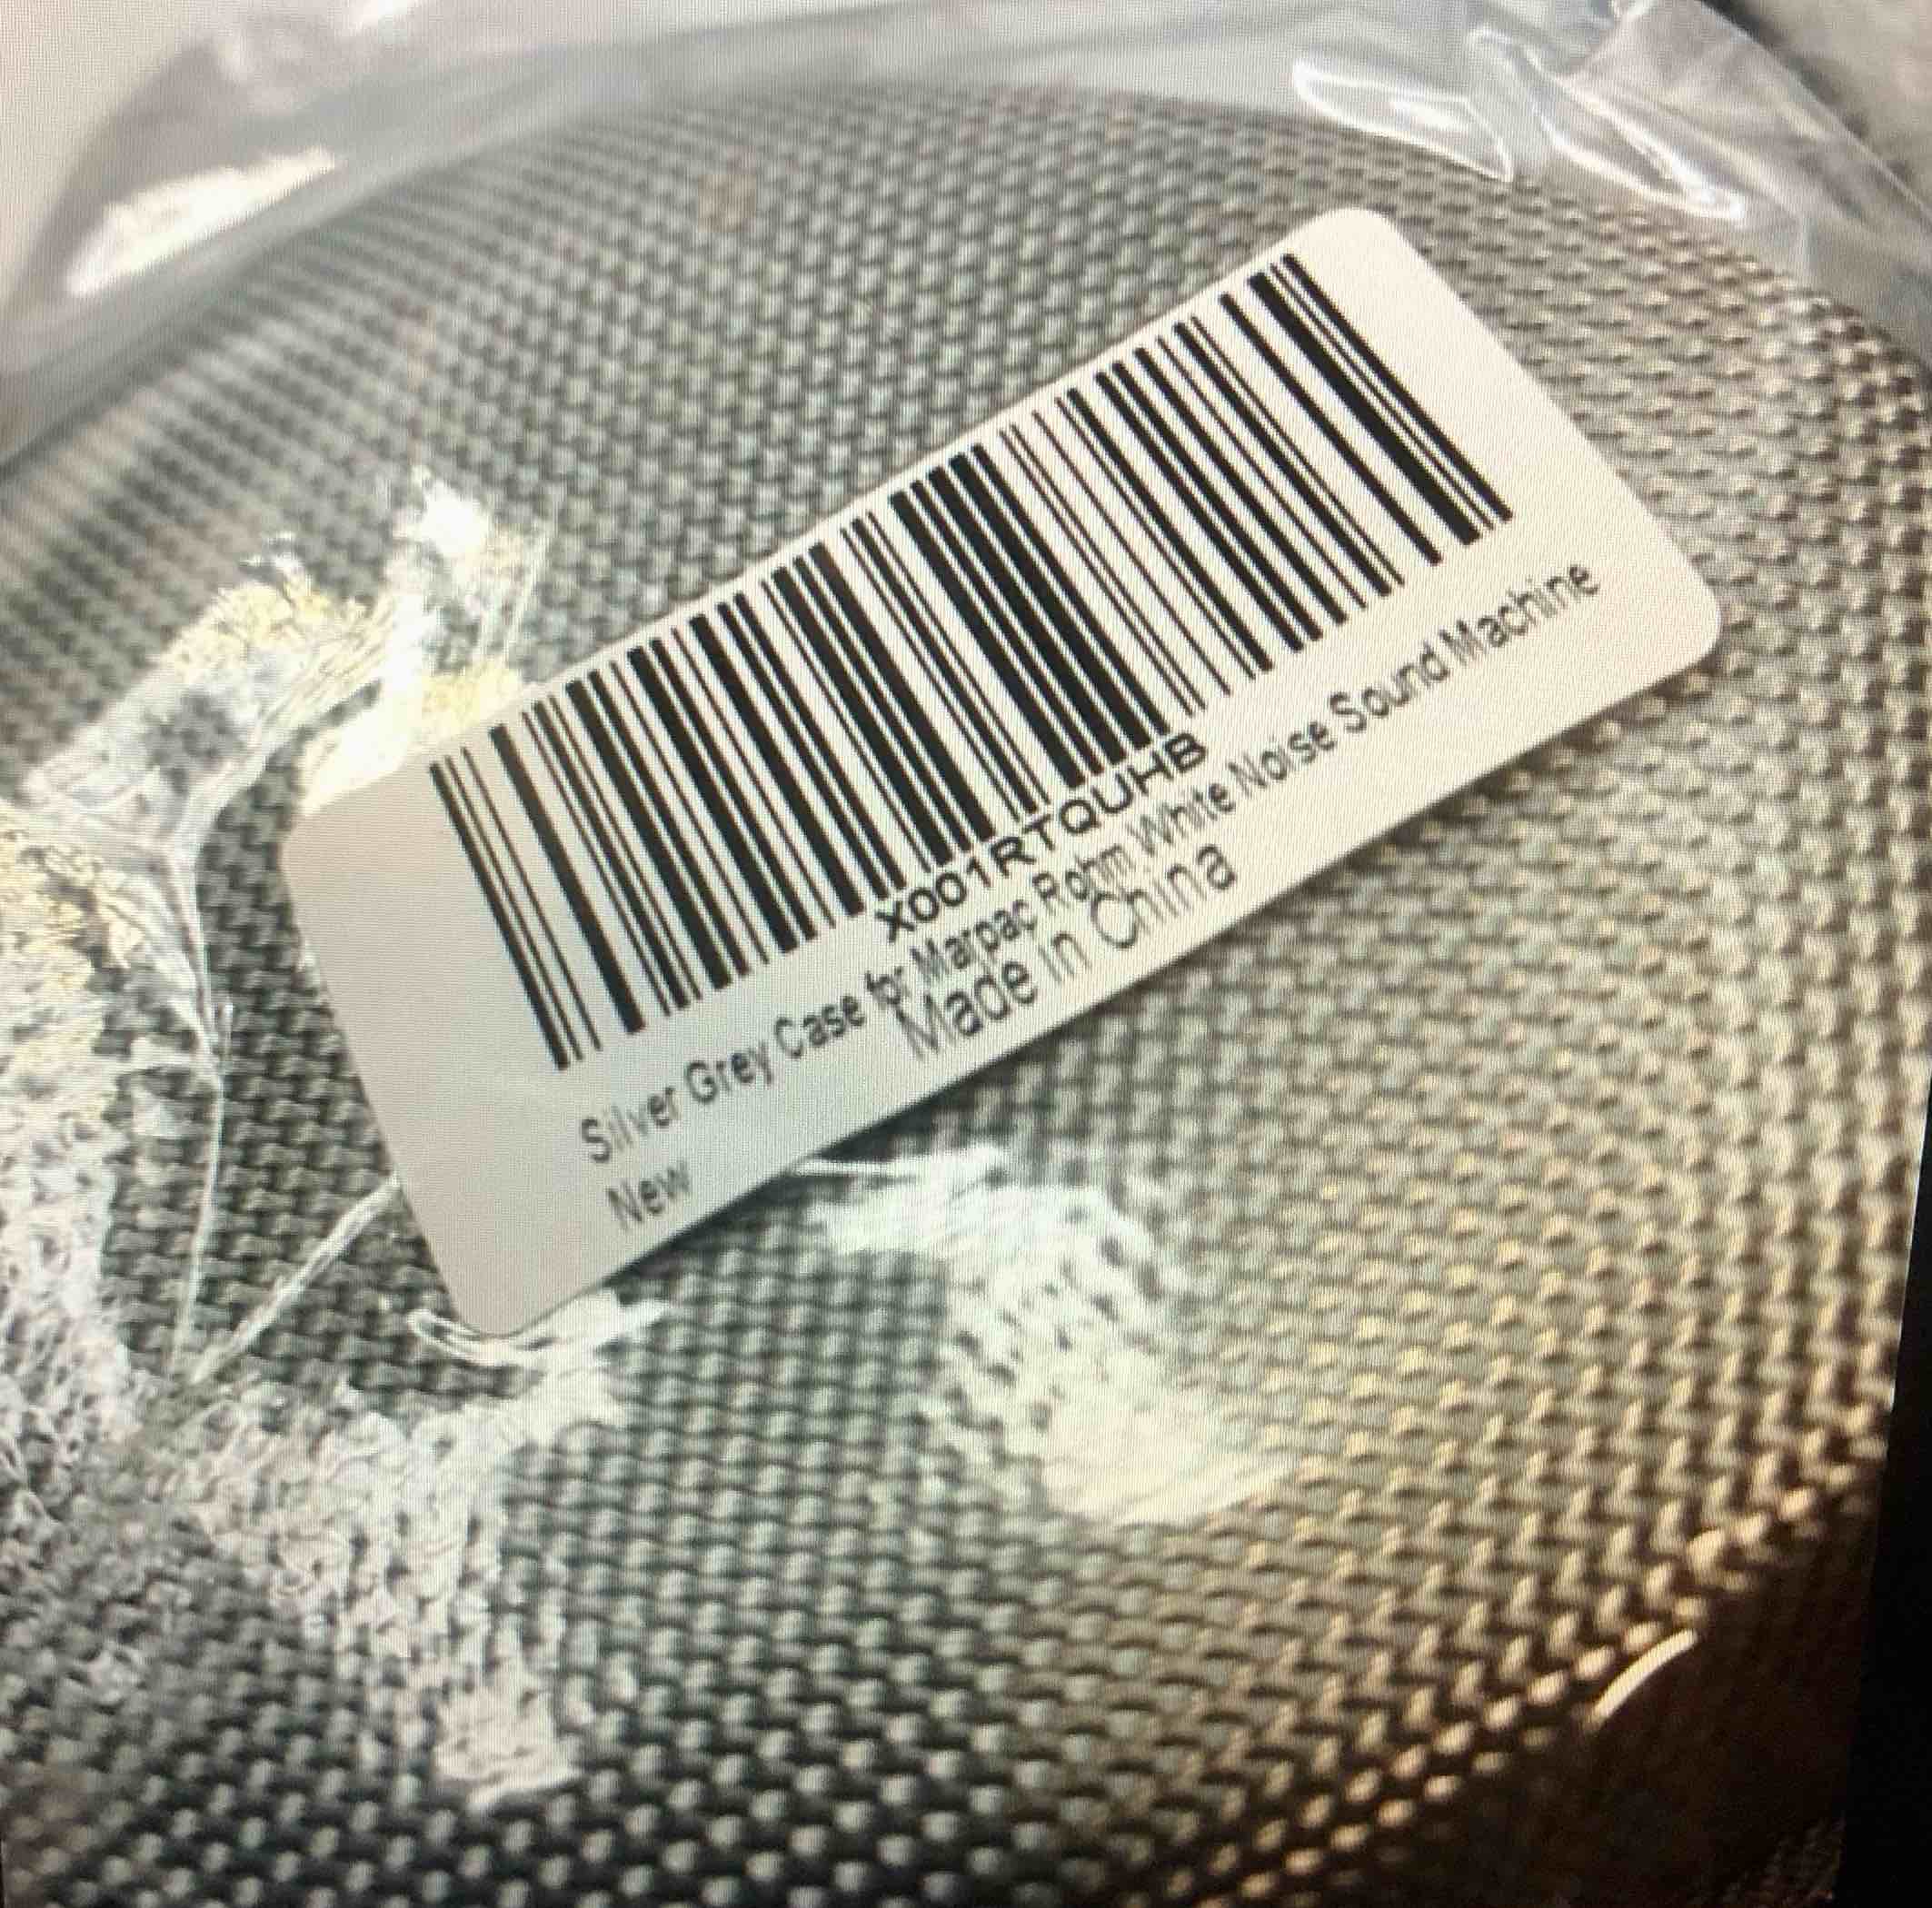 X001RTQUHB
Silver Grey Case for Marpac Rohm White Noise Sound Machine
New
Made in China